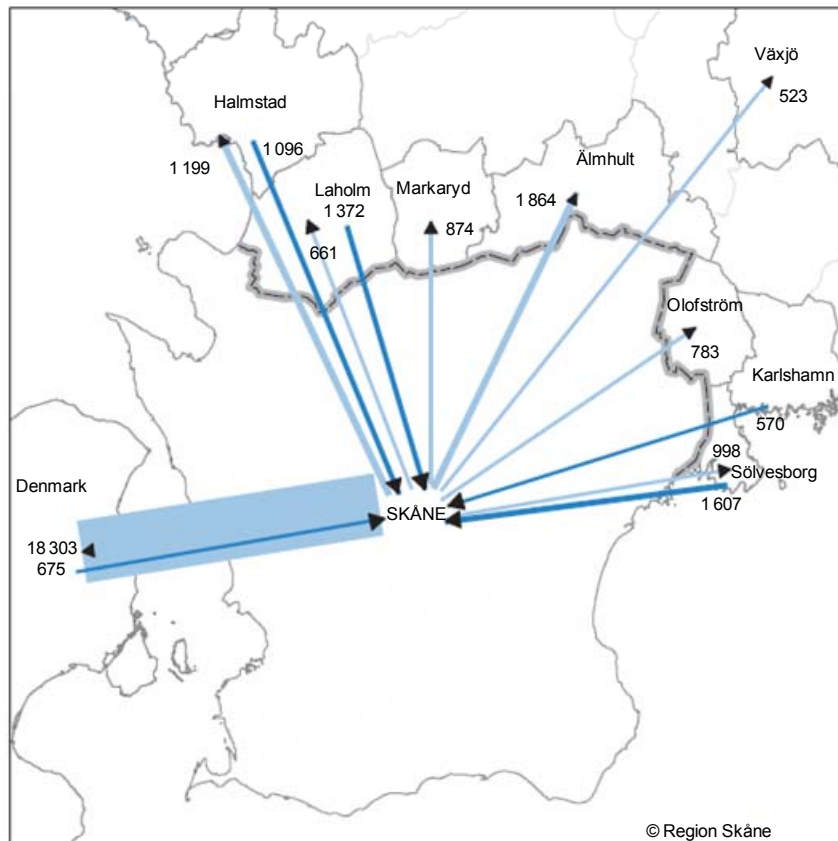 Växjö
523
Halmstad
1 096
1 199
Älmhult
Laholm
Markaryd
1 372
1 864
874
661
Olofström
783
Karlshamn
570
998
Sölvesborg
1 607
Denmark
SKÅNE
18 303
675
© Region Skåne